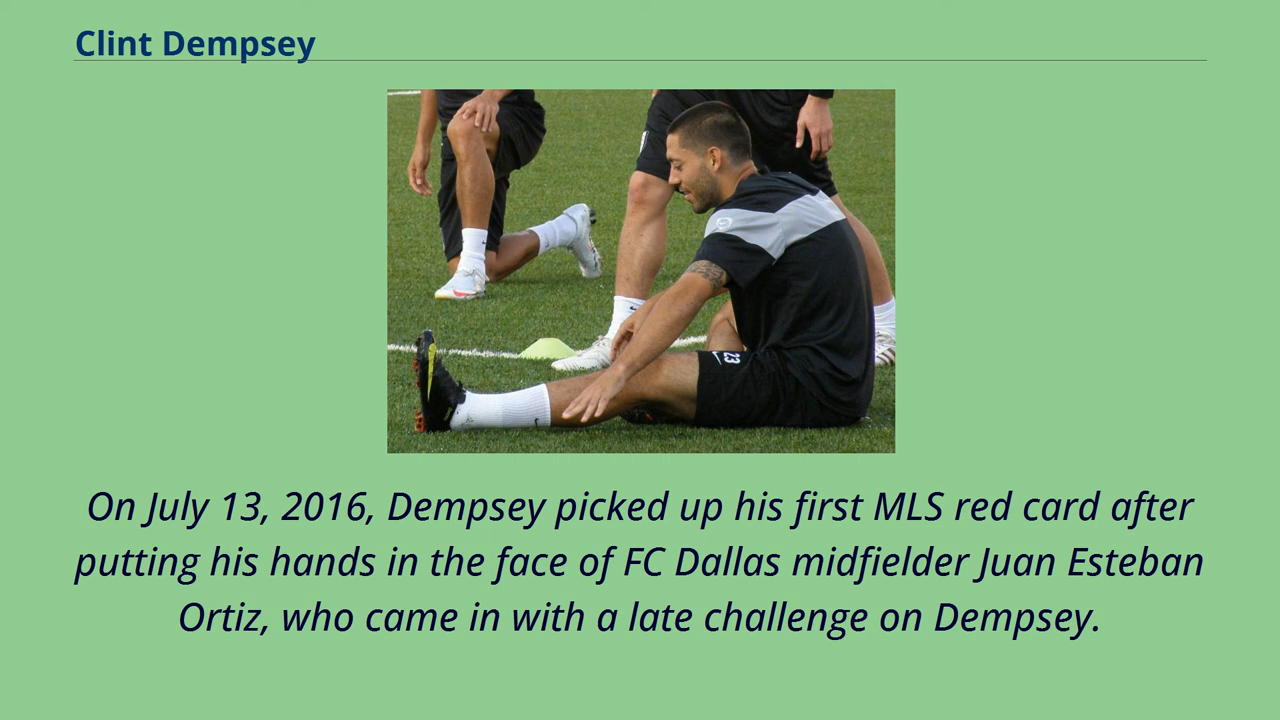 Clint Dempsey
23
On July 13, 2016, Dempsey picked up his first MLS red card after
putting his hands in the face of FC Dallas midfielder Juan Esteban
Ortiz, who came in with a late challenge on Dempsey.